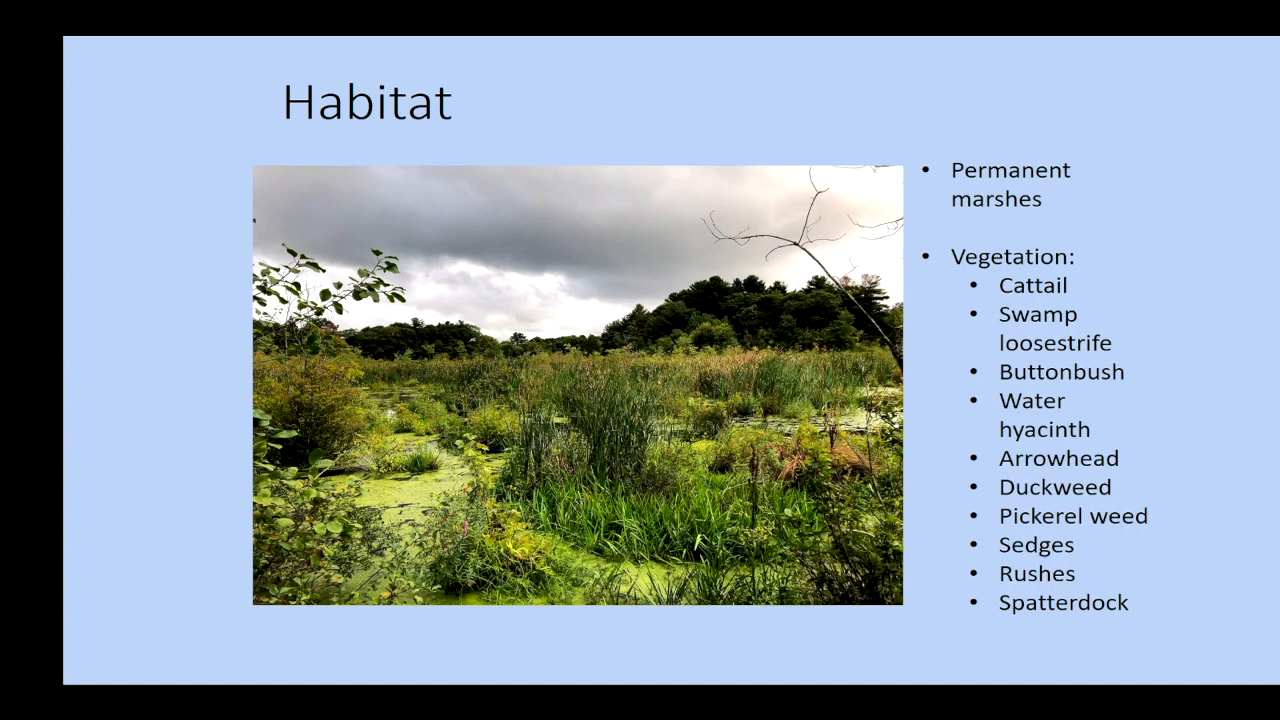 Habitat
• Permanent
marshes
• Vegetation:
• Cattail
• Swamp
loosestrife
• Buttonbush
• Water
hyacinth
• Arrowhead
• Duckweed
• Pickerel weed
• Sedges
• Rushes
• Spatterdock